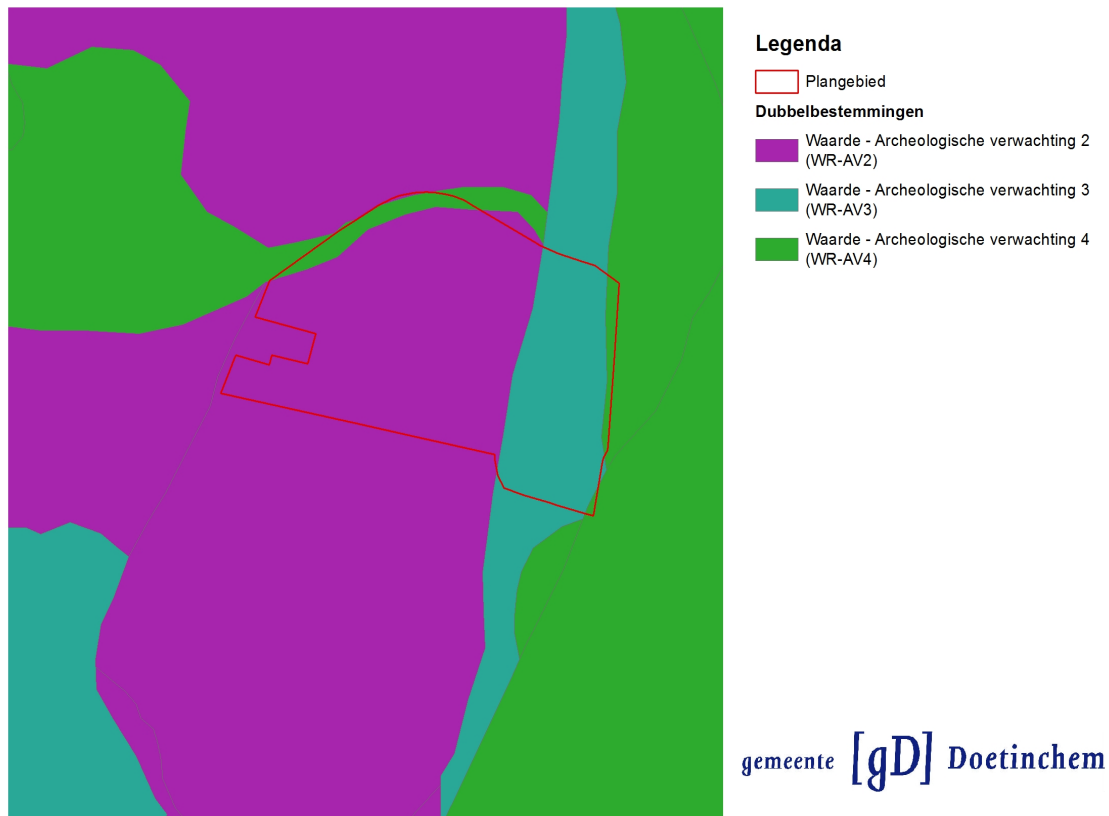 Legenda
Plangebied
Dubbelbestemmingen
Waarde - Archeologische verwachting 2
(WR-AV2)
Waarde - Archeologische verwachting 3
(WR-AV3)
Waarde - Archeologische verwachting 4
(WR-AV4)
gemeente [gD] Doetinchem